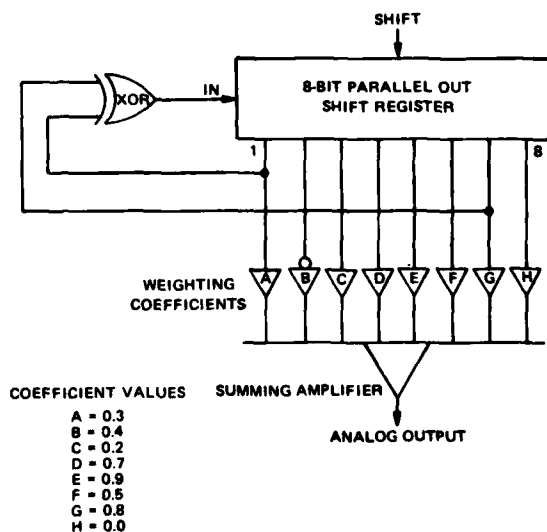 SHIFT
XOR
IN
8-BIT PARALLEL OUT
SHIFT REGISTER
1
8
WEIGHTING
COEFFICIENTS
A
B
C
D
E
F
G
H
COEFFICIENT VALUES
A = 0.3
B = 0.4
C = 0.2
D = 0.7
E = 0.9
F = 0.5
G = 0.8
H = 0.0
SUMMING AMPLIFIER
ANALOG OUTPUT